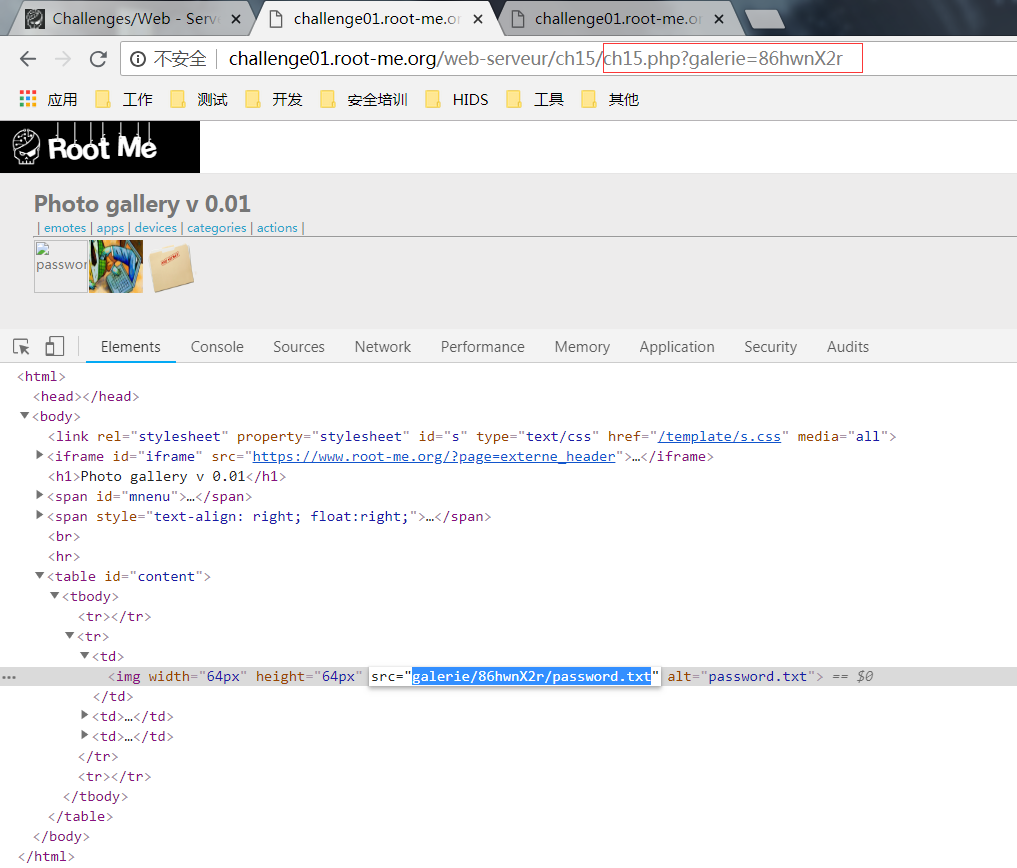 Challenges/Web - Serve
challenge01.root-me.or
challenge01.root-me.or
不安全 challenge01.root-me.org/web-serveur/ch15/ch15.php?galerie=86hwnX2r
应用 工作 测试 开发 安全培训 HIDS 工具 其他
Root Me
Photo gallery v 0.01
| emotes | apps | devices | categories | actions |
passwor
Elements Console Sources Network Performance Memory Application Security Audits
<html>
<head></head>
<body>
<link rel="stylesheet" property="stylesheet" id="s" type="text/css" href="/template/s.css" media="all">
<iframe id="iframe" src="https://www.root-me.org/?page=externe_header">…</iframe>
<h1>Photo gallery v 0.01</h1>
<span id="mnenu">…</span>
<span style="text-align: right; float:right;">…</span>
<br>
<hr>
<table id="content">
<tbody>
<tr></tr>
<tr>
<td>
<img width="64px" height="64px" src="galerie/86hwnX2r/password.txt" alt="password.txt"> == $0
</td>
<td>…</td>
<td>…</td>
</tr>
<tr></tr>
</tbody>
</table>
</body>
</html>